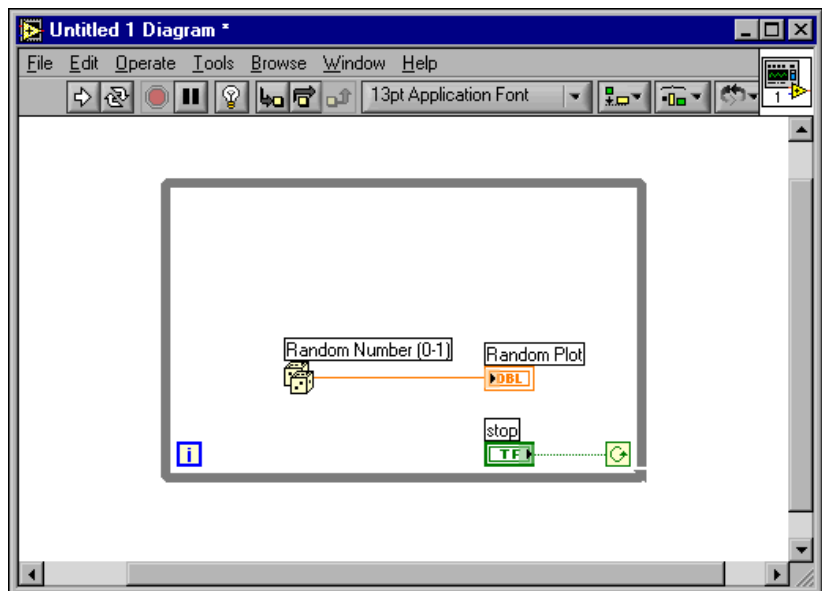 Untitled 1 Diagram *
File Edit Operate Tools Browse Window Help
13pt Application Font
1
Random Number (0-1)
Random Plot
DBL
stop
i
TF